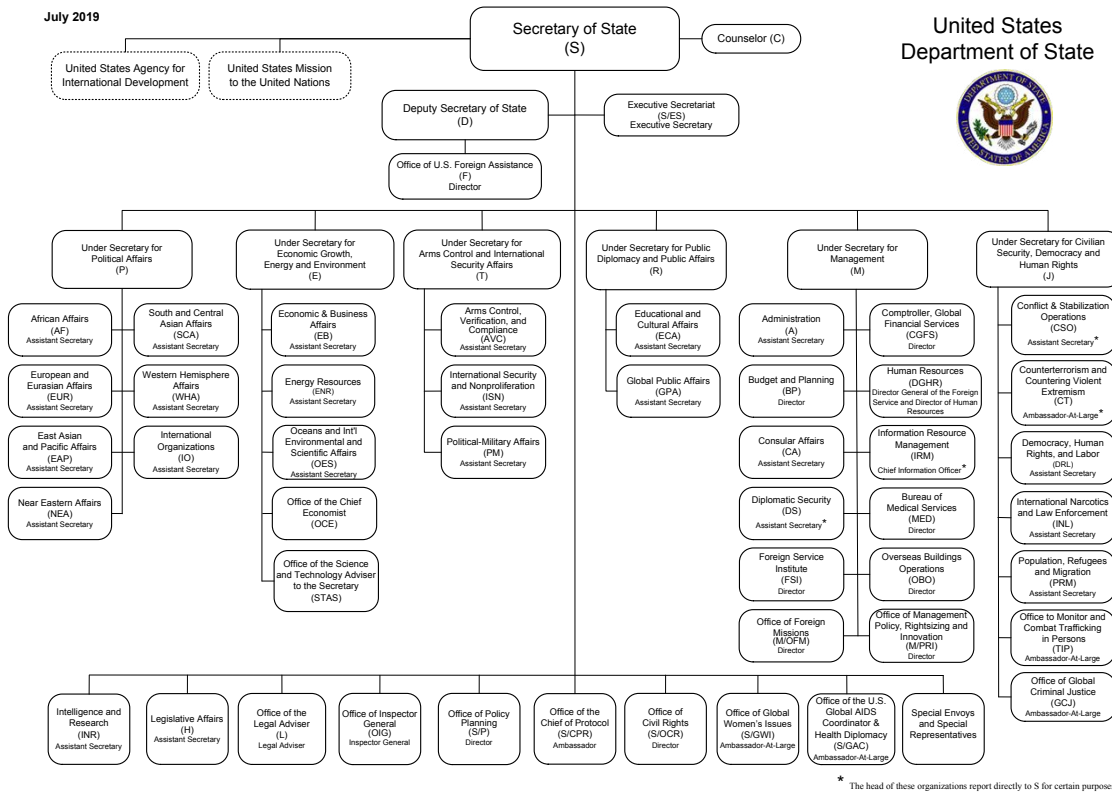 July 2019
Secretary of State
(S)
Counselor (C)
United States
Department of State
DEPARTMENT OF STATE
UNITED STATES OF AMERICA
United States Agency for
International Development
United States Mission
to the United Nations
Deputy Secretary of State
(D)
Executive Secretariat
(S/ES)
Executive Secretary
Office of U.S. Foreign Assistance
(F)
Director
Under Secretary for
Political Affairs
(P)
Under Secretary for
Economic Growth,
Energy and Environment
(E)
Under Secretary for
Arms Control and International
Security Affairs
(T)
Under Secretary for Public
Diplomacy and Public Affairs
(R)
Under Secretary for
Management
(M)
Under Secretary for Civilian
Security, Democracy and
Human Rights
(J)
African Affairs
(AF)
Assistant Secretary
South and Central
Asian Affairs
(SCA)
Assistant Secretary
European and
Eurasian Affairs
(EUR)
Assistant Secretary
Western Hemisphere
Affairs
(WHA)
Assistant Secretary
East Asian
and Pacific Affairs
(EAP)
Assistant Secretary
International
Organizations
(IO)
Assistant Secretary
Near Eastern Affairs
(NEA)
Assistant Secretary
Economic & Business
Affairs
(EB)
Assistant Secretary
Energy Resources
(ENR)
Assistant Secretary
Oceans and Int'l
Environmental and
Scientific Affairs
(OES)
Assistant Secretary
Office of the Chief
Economist
(OCE)
Office of the Science
and Technology Adviser
to the Secretary
(STAS)
Arms Control,
Verification, and
Compliance
(AVC)
Assistant Secretary
International Security
and Nonproliferation
(ISN)
Assistant Secretary
Political-Military Affairs
(PM)
Assistant Secretary
Educational and
Cultural Affairs
(ECA)
Assistant Secretary
Global Public Affairs
(GPA)
Assistant Secretary
Administration
(A)
Assistant Secretary
Comptroller, Global
Financial Services
(CGFS)
Director
Budget and Planning
(BP)
Director
Human Resources
(DGHR)
Director General of the Foreign
Service and Director of Human
Resources
Consular Affairs
(CA)
Assistant Secretary
Information Resource
Management
(IRM)
Chief Information Officer*
Diplomatic Security
(DS)
Assistant Secretary*
Bureau of
Medical Services
(MED)
Director
Foreign Service
Institute
(FSI)
Director
Overseas Buildings
Operations
(OBO)
Director
Office of Foreign
Missions
(M/OFM)
Director
Office of Management
Policy, Rightsizing and
Innovation
(M/PRI)
Director
Conflict & Stabilization
Operations
(CSO)
Assistant Secretary*
Counterterrorism and
Countering Violent
Extremism
(CT)
Ambassador-At-Large*
Democracy, Human
Rights, and Labor
(DRL)
Assistant Secretary
International Narcotics
and Law Enforcement
(INL)
Assistant Secretary
Population, Refugees
and Migration
(PRM)
Assistant Secretary
Office to Monitor and
Combat Trafficking
in Persons
(TIP)
Ambassador-At-Large
Office of Global
Criminal Justice
(GCJ)
Ambassador-At-Large
Intelligence and
Research
(INR)
Assistant Secretary
Legislative Affairs
(H)
Assistant Secretary
Office of the
Legal Adviser
(L)
Legal Adviser
Office of Inspector
General
(OIG)
Inspector General
Office of Policy
Planning
(S/P)
Director
Office of the
Chief of Protocol
(S/CPR)
Ambassador
Office of
Civil Rights
(S/OCR)
Director
Office of Global
Women's Issues
(S/GWI)
Ambassador-At-Large
Office of the U.S.
Global AIDS
Coordinator &
Health Diplomacy
(S/GAC)
Ambassador-At-Large
Special Envoys
and Special
Representatives
* The head of these organizations report directly to S for certain purposes